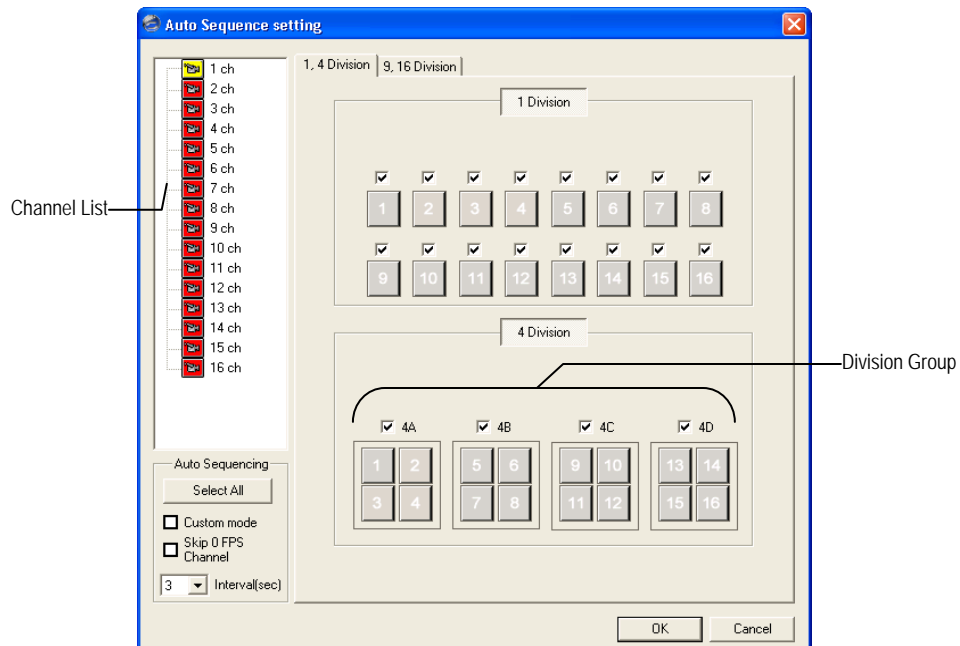 Auto Sequence setting
1 ch
2 ch
3 ch
4 ch
5 ch
6 ch
7 ch
8 ch
9 ch
10 ch
11 ch
12 ch
13 ch
14 ch
15 ch
16 ch
Channel List
Auto Sequencing
Select All
Custom mode
Skip 0 FPS
Channel
3 Interval(sec)
1, 4 Division 9, 16 Division
1 Division
1 2 3 4 5 6 7 8
9 10 11 12 13 14 15 16
4 Division
Division Group
4A 4B 4C 4D
1 2 5 6 9 10 13 14
3 4 7 8 11 12 15 16
OK Cancel